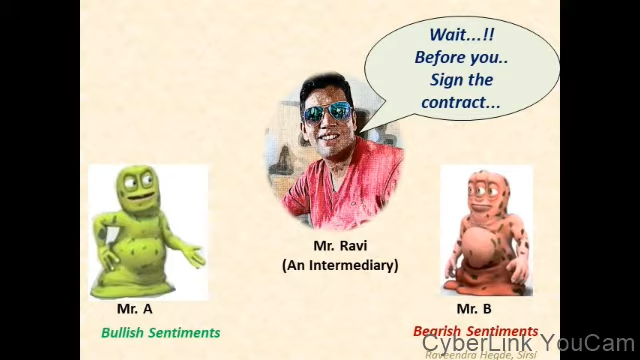 Wait...!!
Before you..
Sign the
contract...
Mr. Ravi
(An Intermediary)
Mr. A
Mr. B
Bullish Sentiments
Bearish Sentiments
CyberLink YouCam
Raveendra Hegde, Sirsi